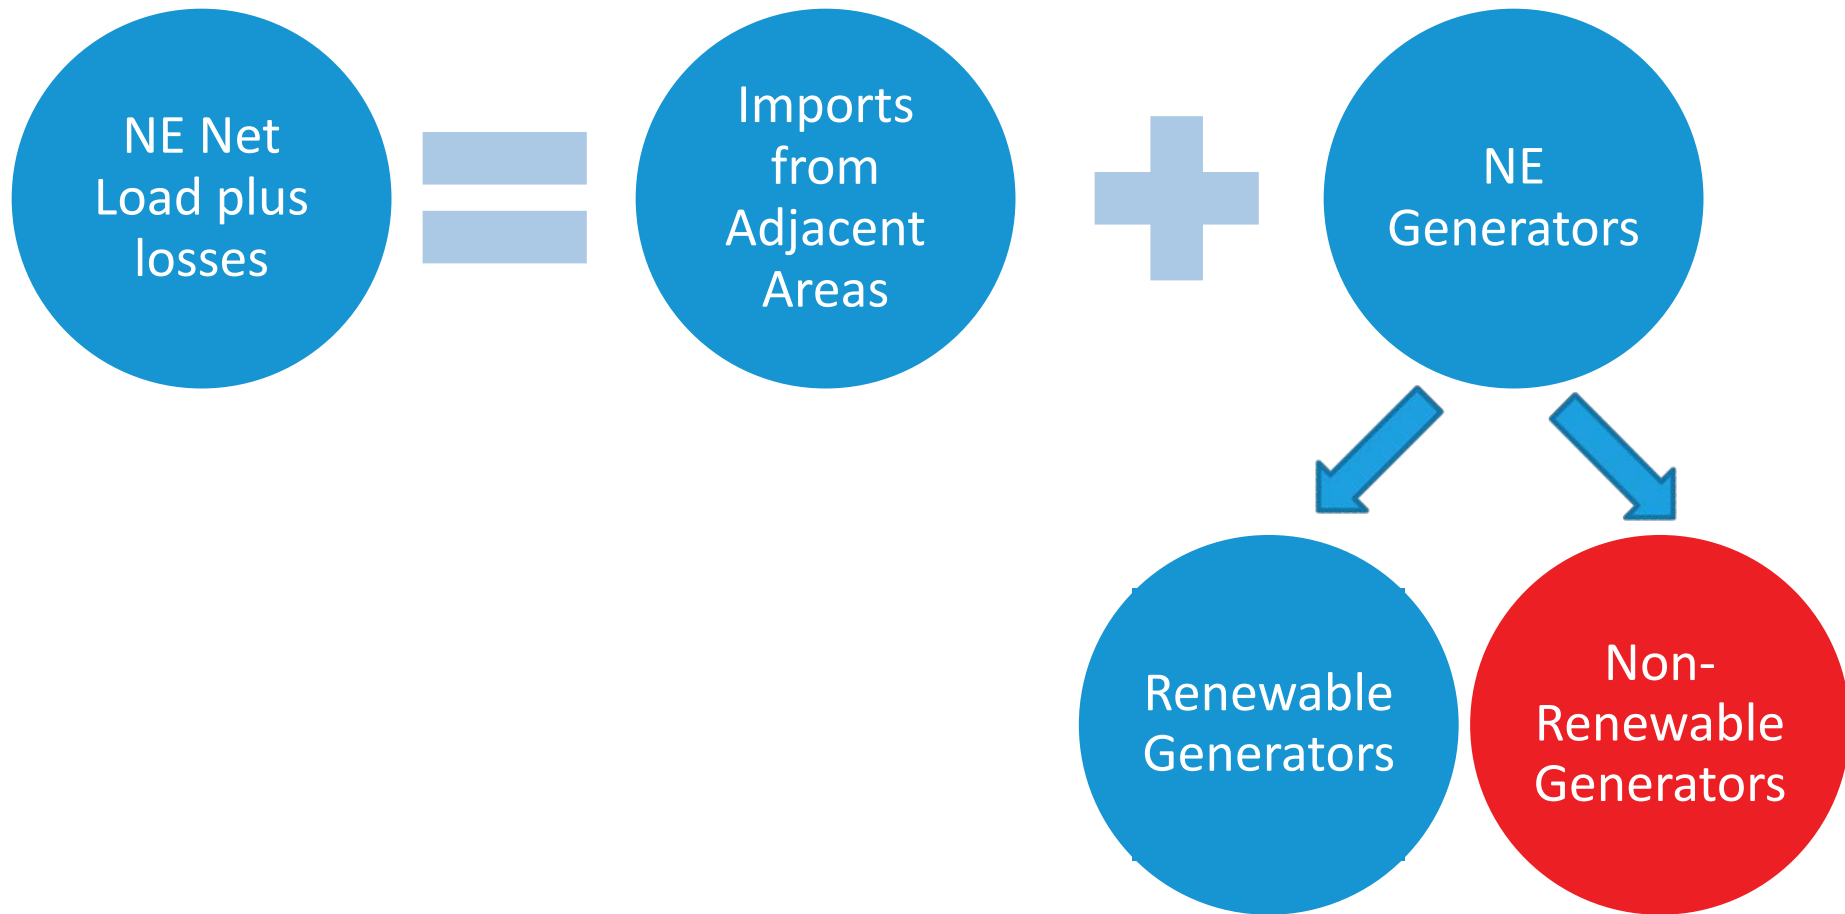 NE Net
Load plus
losses
Imports
from
Adjacent
Areas
NE
Generators
Renewable
Generators
Non-
Renewable
Generators